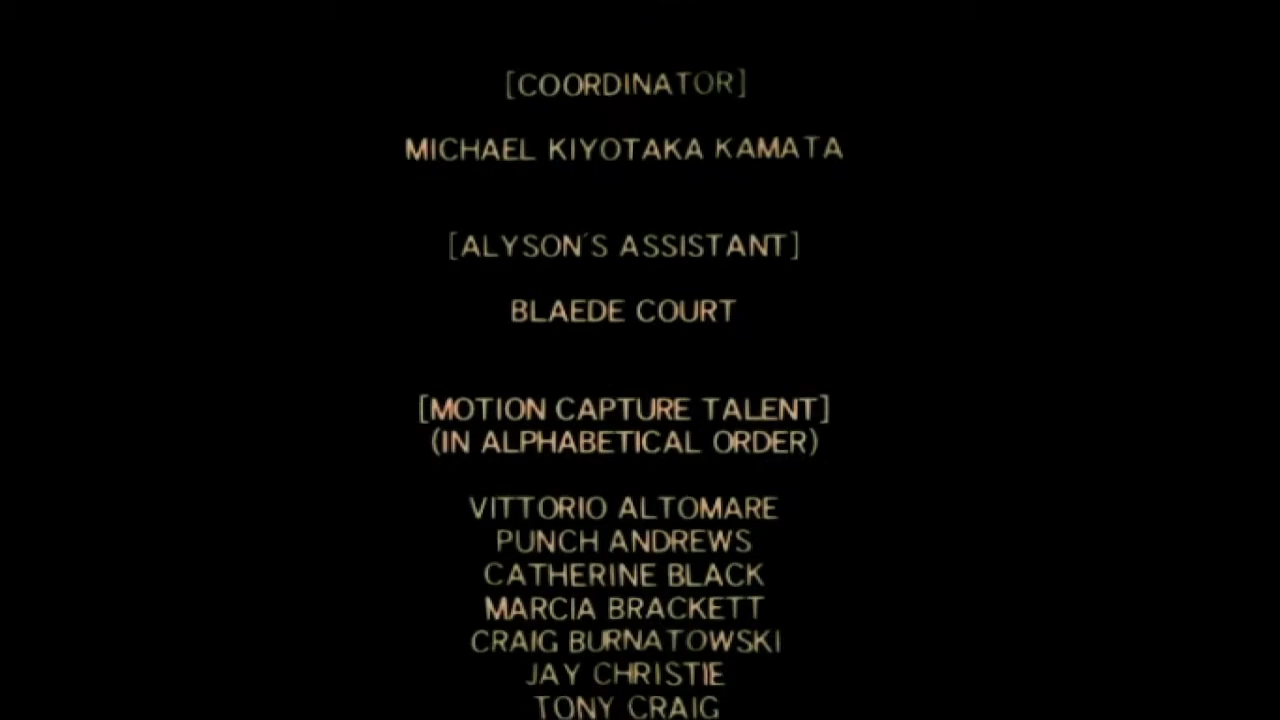 [COORDINATOR]
MICHAEL KIYOTAKA KAMATA
[ALYSON'S ASSISTANT]
BLAEDE COURT
[MOTION CAPTURE TALENT]
(IN ALPHABETICAL ORDER)
VITTORIO ALTOMARE
PUNCH ANDREWS
CATHERINE BLACK
MARCIA BRACKETT
CRAIG BURNATOWSKI
JAY CHRISTIE
TONY CRAIG